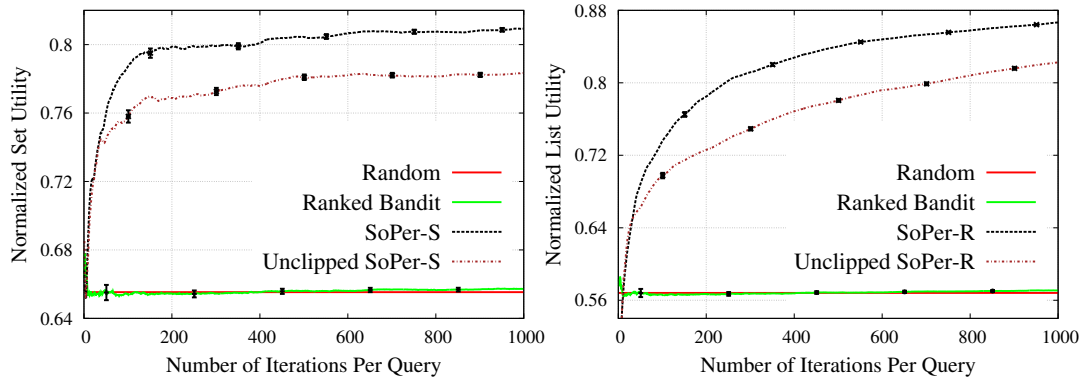 0.8
0.76
0.72
0.68
0.64
0 200 400 600 800 1000
Normalized Set Utility
Number of Iterations Per Query
Random
Ranked Bandit
SoPer-S
Unclipped SoPer-S
0.88
0.8
0.72
0.64
0.56
0 200 400 600 800 1000
Normalized List Utility
Number of Iterations Per Query
Random
Ranked Bandit
SoPer-R
Unclipped SoPer-R